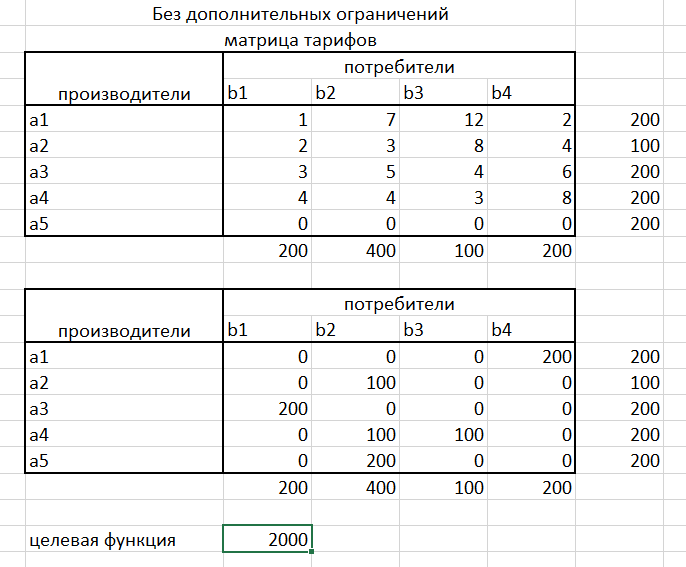 Без дополнительных ограничений
матрица тарифов
потребители
производители b1 b2 b3 b4
a1 1 7 12 2 200
a2 2 3 8 4 100
a3 3 5 4 6 200
a4 4 4 3 8 200
a5 0 0 0 0 200
200 400 100 200
потребители
производители b1 b2 b3 b4
a1 0 0 0 200 200
a2 0 100 0 0 100
a3 200 0 0 0 200
a4 0 100 100 0 200
a5 0 200 0 0 200
200 400 100 200
целевая функция 2000